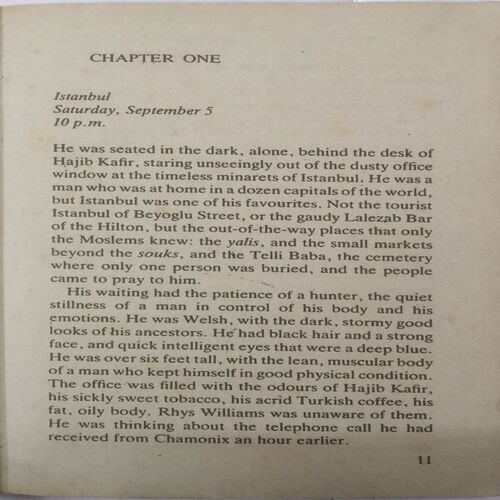 CHAPTER ONE
Istanbul
Saturday, September 5
10 p.m.
He was seated in the dark, alone, behind the desk of
Hajib Kafir, staring unseeingly out of the dusty office
window at the timeless minarets of Istanbul. He was a
man who was at home in a dozen capitals of the world,
but Istanbul was one of his favourites. Not the tourist
Istanbul of Beyoglu Street, or the gaudy Lalezab Bar
of the Hilton, but the out-of-the-way places that only
the Moslems knew: the yalis, and the small markets
beyond the souks, and the Telli Baba, the cemetery
where only one person was buried, and the people
came to pray to him.
His waiting had the patience of a hunter, the quiet
stillness of a man in control of his body and his
emotions. He was Welsh, with the dark, stormy good
looks of his ancestors. He had black hair and a strong
face, and quick intelligent eyes that were a deep blue.
He was over six feet tall, with the lean, muscular body
of a man who kept himself in good physical condition.
The office was filled with the odours of Hajib Kafir,
his sickly sweet tobacco, his acrid Turkish coffee, his
fat, oily body. Rhys Williams was unaware of them.
He was thinking about the telephone call he had
received from Chamonix an hour earlier.
11